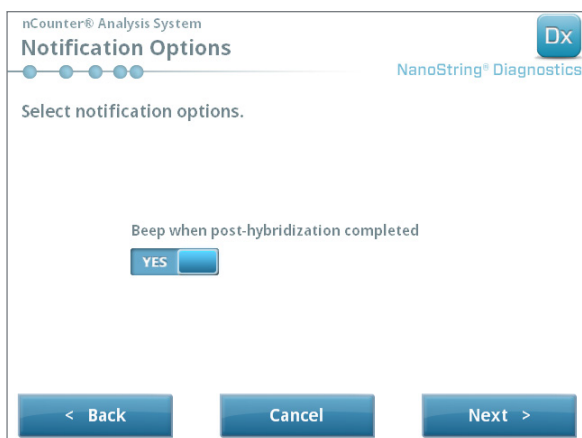 nCounter® Analysis System
Notification Options
Dx
NanoString® Diagnostics
Select notification options.
Beep when post-hybridization completed
YES
< Back
Cancel
Next >